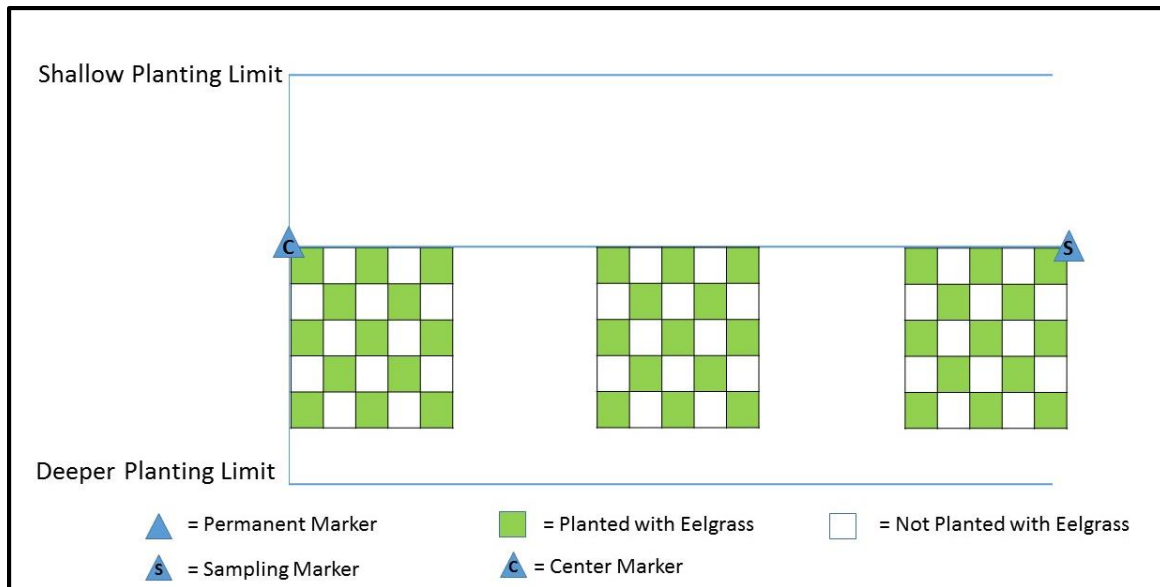 Shallow Planting Limit
C
S
Deeper Planting Limit
= Permanent Marker
= Planted with Eelgrass
= Not Planted with Eelgrass
S = Sampling Marker
C = Center Marker